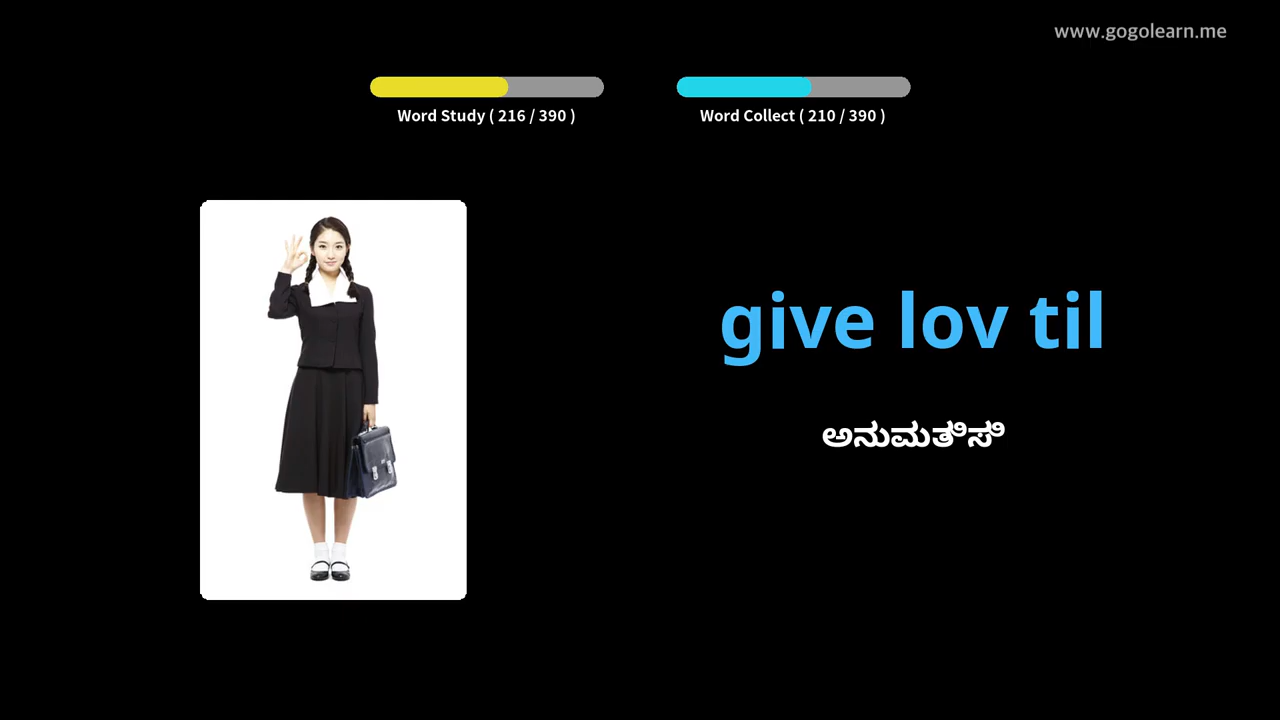 www.gogolearn.me
Word Study ( 216 / 390 )
Word Collect ( 210 / 390 )
give lov til
ಅನುಮತಿಸಿ